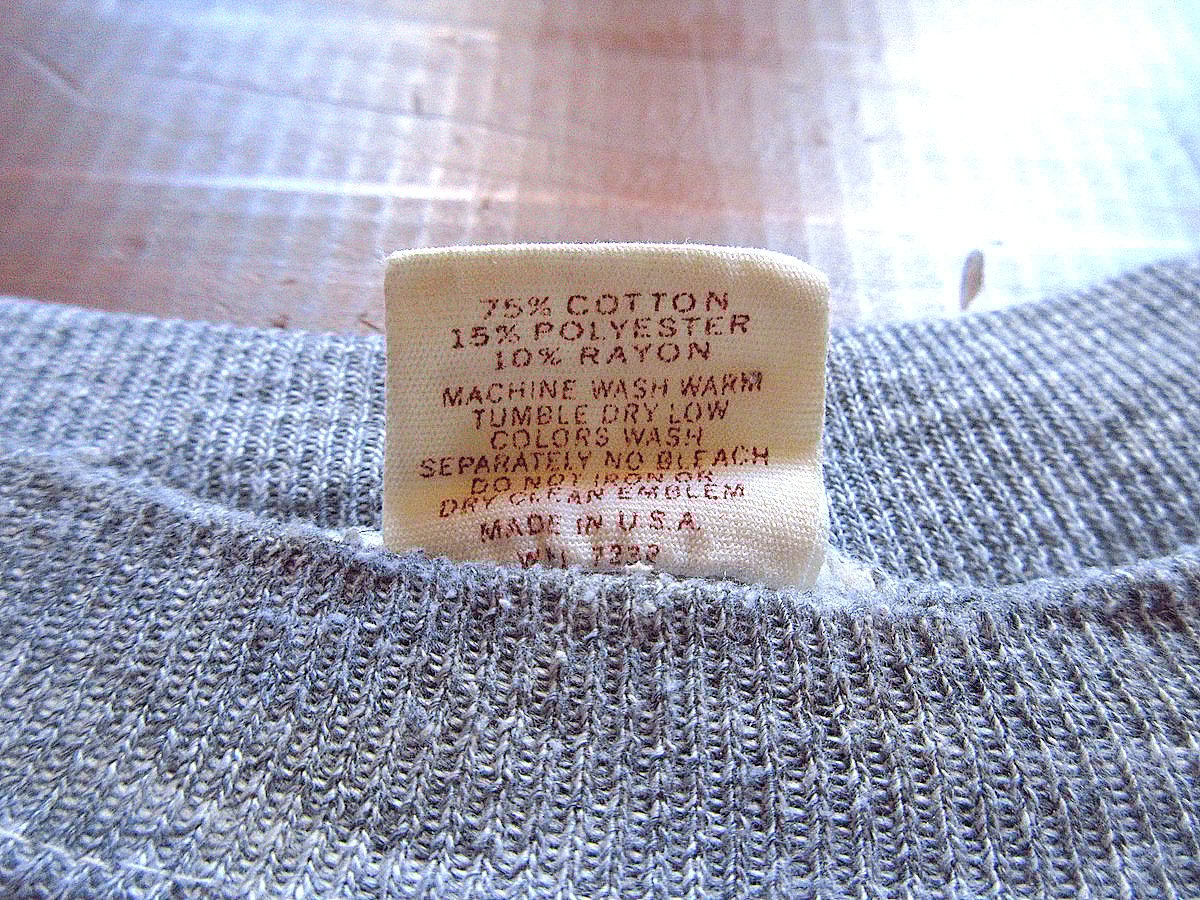 75% COTTON
15% POLYESTER
10% RAYON
MACHINE WASH WARM
TUMBLE DRY LOW
COLORS WASH
SEPARATELY NO BLEACH
DO NOT IRON OR
DRY CLEAN EMBLEM
MADE IN U.S.A.